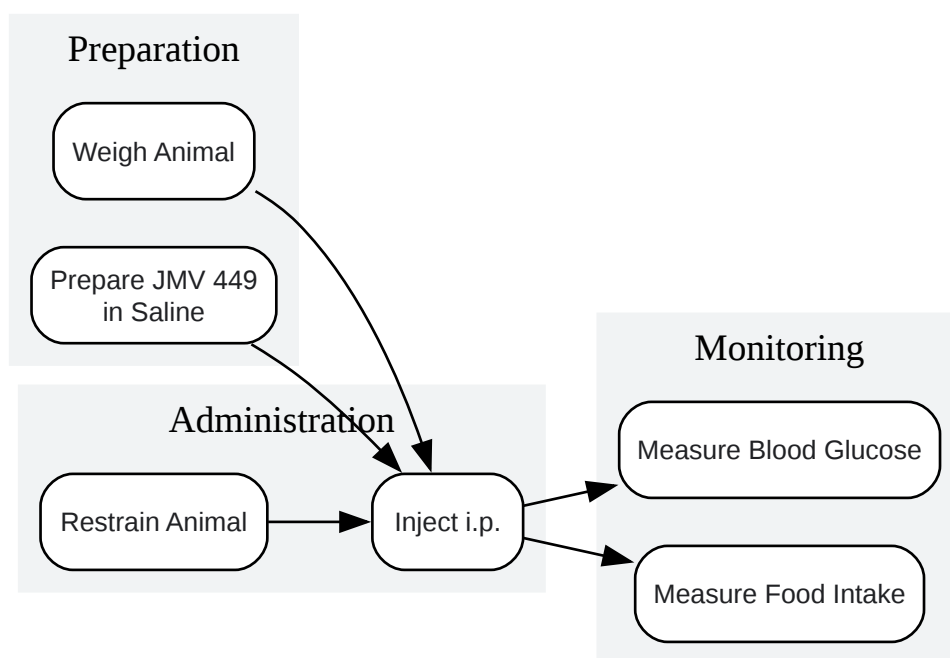 Preparation
Weigh Animal
Prepare JMV 449
in Saline
Administration
Restrain Animal
Inject i.p.
Monitoring
Measure Blood Glucose
Measure Food Intake